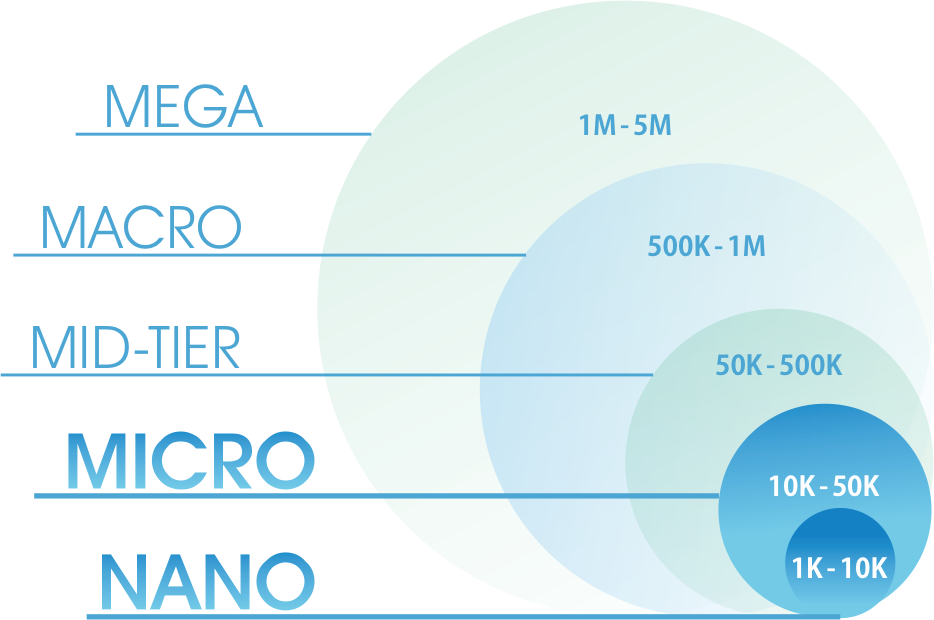 MEGA
1M - 5M
MACRO
500K - 1M
MID-TIER
50K - 500K
MICRO
10K - 50K
NANO
1K - 10K